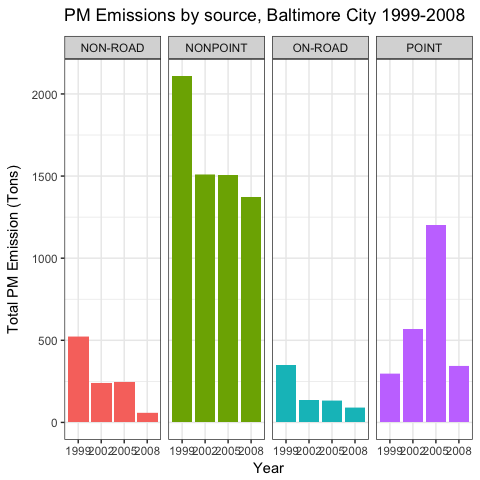 PM Emissions by source, Baltimore City 1999-2008
NON-ROAD NONPOINT ON-ROAD POINT
Total PM Emission (Tons)
2000
1500
1000
500
0
1999 2002 2005 2008 1999 2002 2005 2008 1999 2002 2005 2008 1999 2002 2005 2008
Year